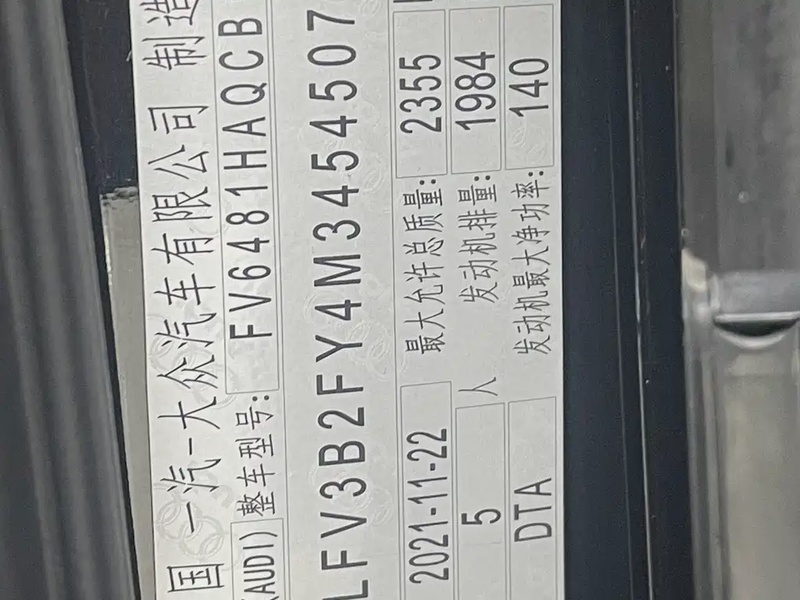 国 一汽-大众汽车有限公司 制造
(AUDI) 整车型号: FV6481HAQCB
LFV3B2FY4M3454507
2021-11-22 最大允许总质量: 2355
5 人 发动机排量: 1984
DTA 发动机最大净功率: 140